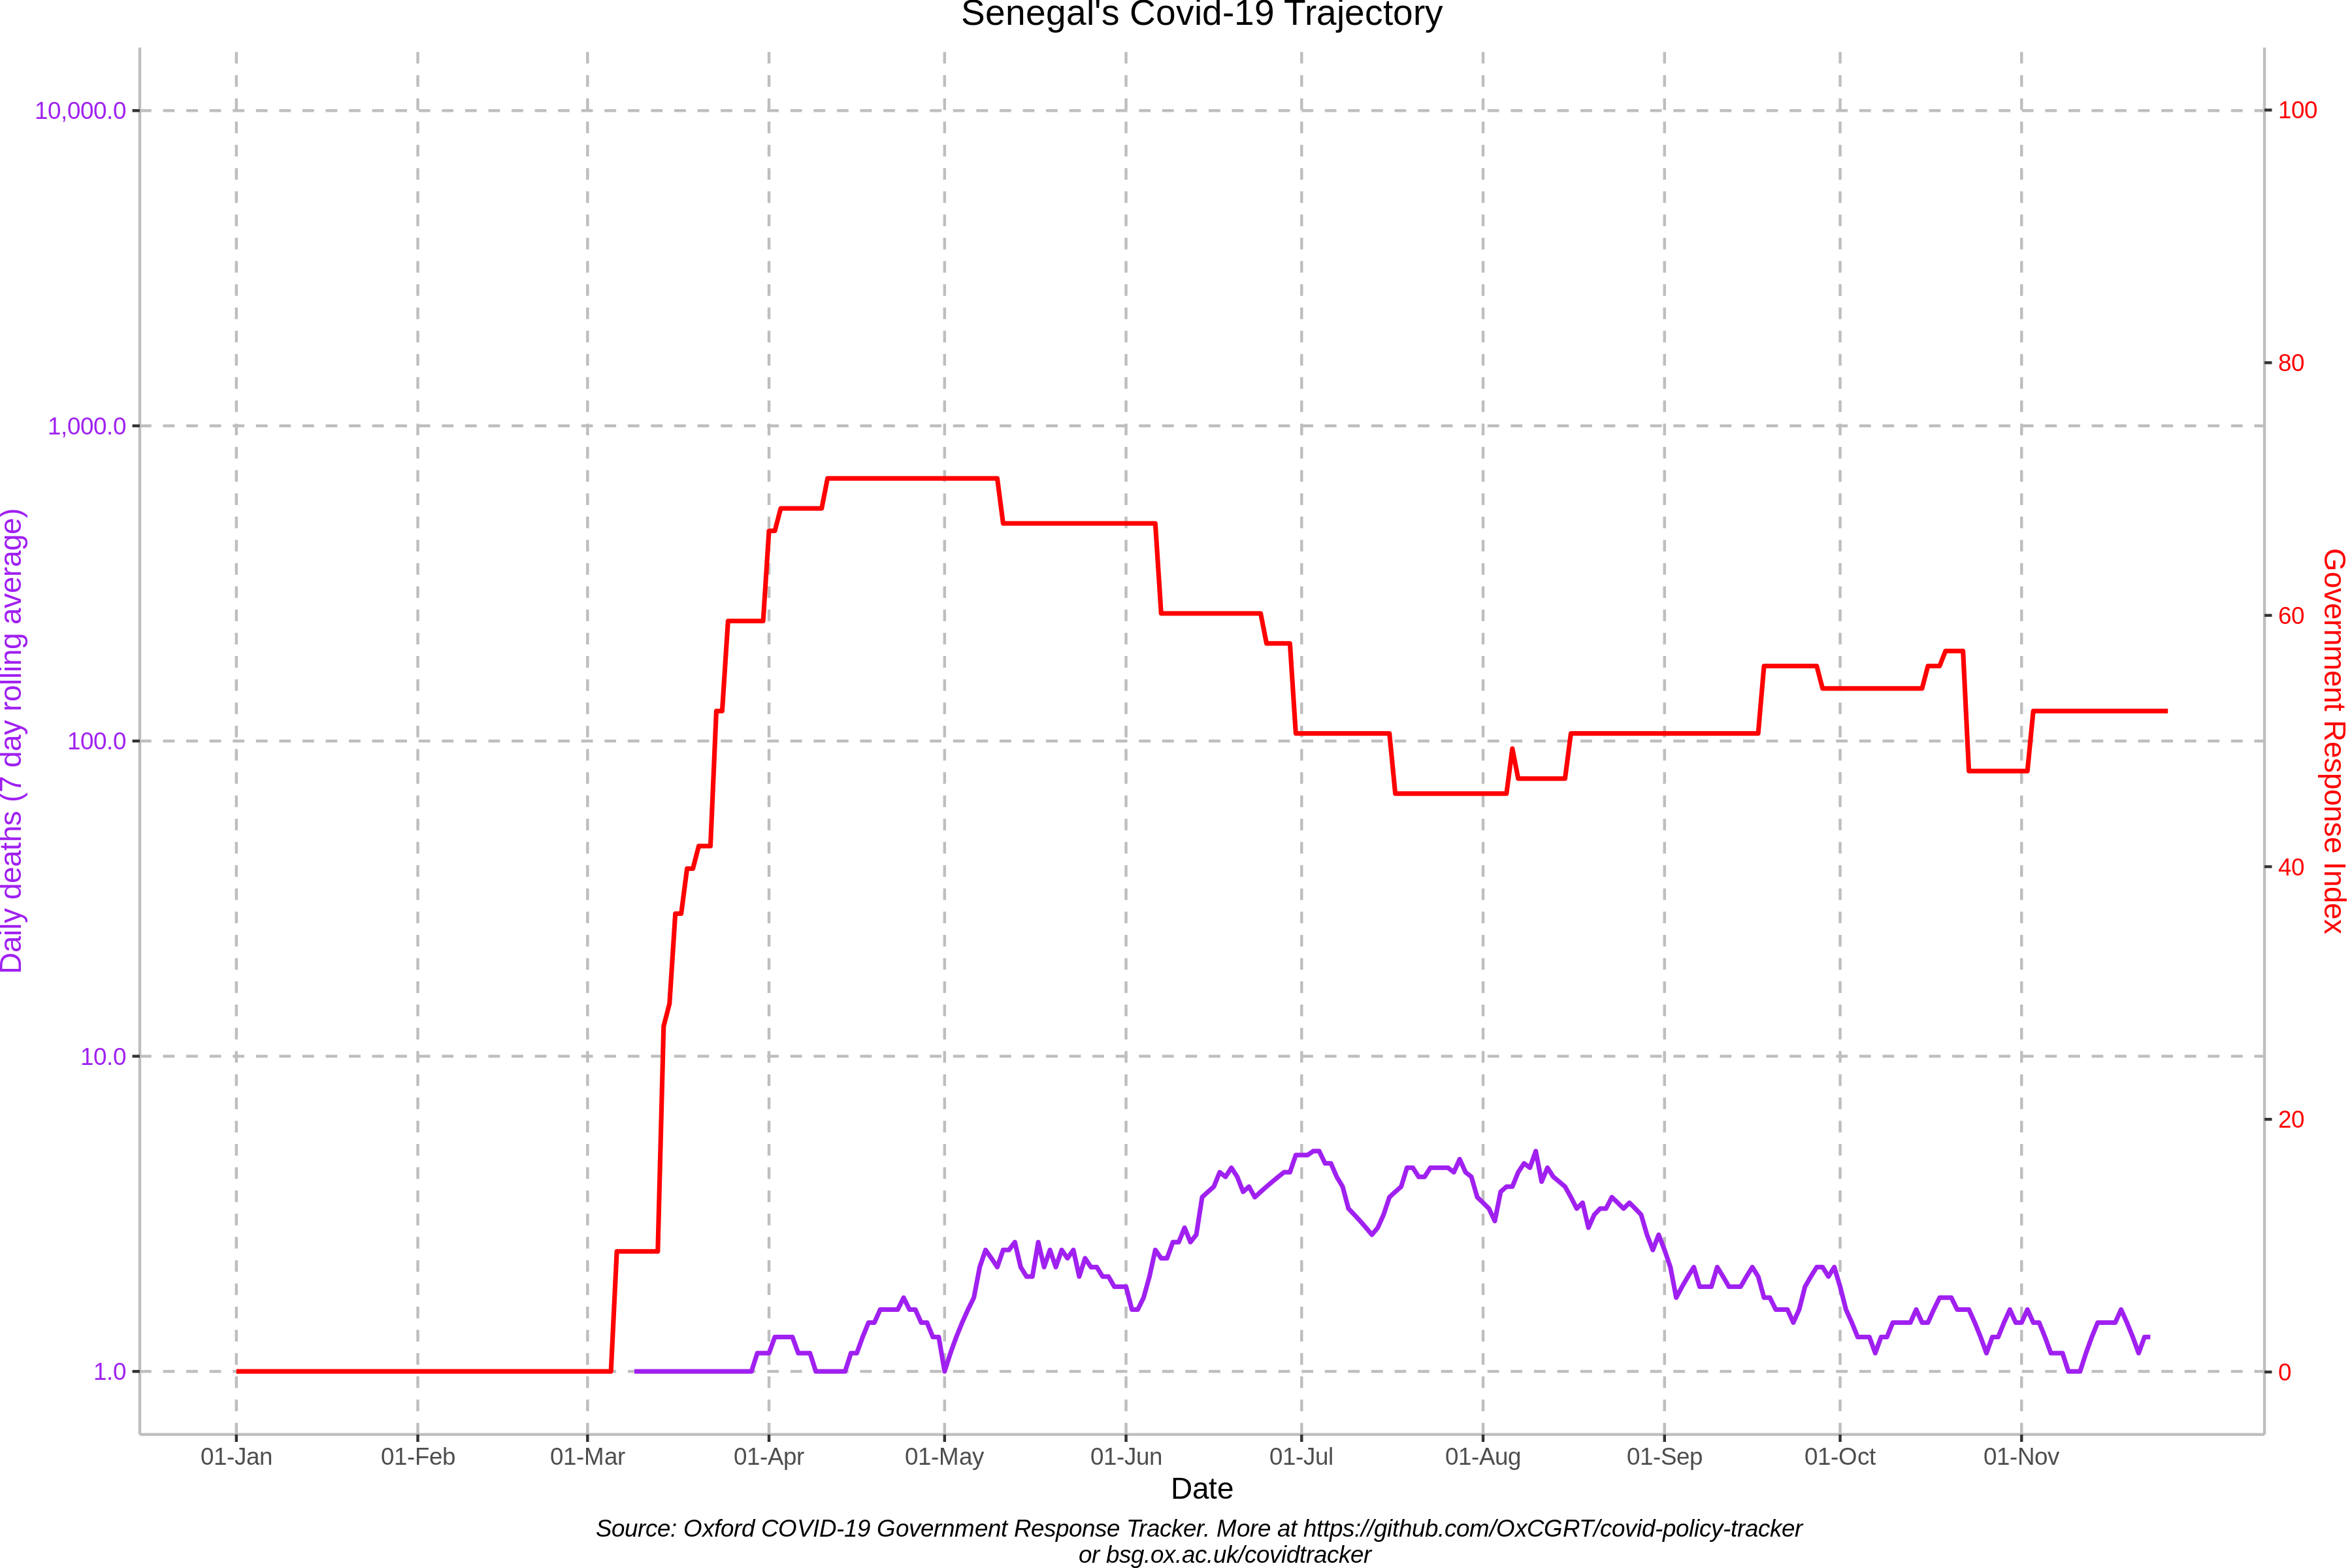 Senegal's Covid-19 Trajectory
10,000.0
1,000.0
100.0
10.0
1.0
Daily deaths (7 day rolling average)
100
80
60
40
20
0
Government Response Index
01-Jan 01-Feb 01-Mar 01-Apr 01-May 01-Jun 01-Jul 01-Aug 01-Sep 01-Oct 01-Nov
Date
Source: Oxford COVID-19 Government Response Tracker. More at https://github.com/OxCGRT/covid-policy-tracker
or bsg.ox.ac.uk/covidtracker